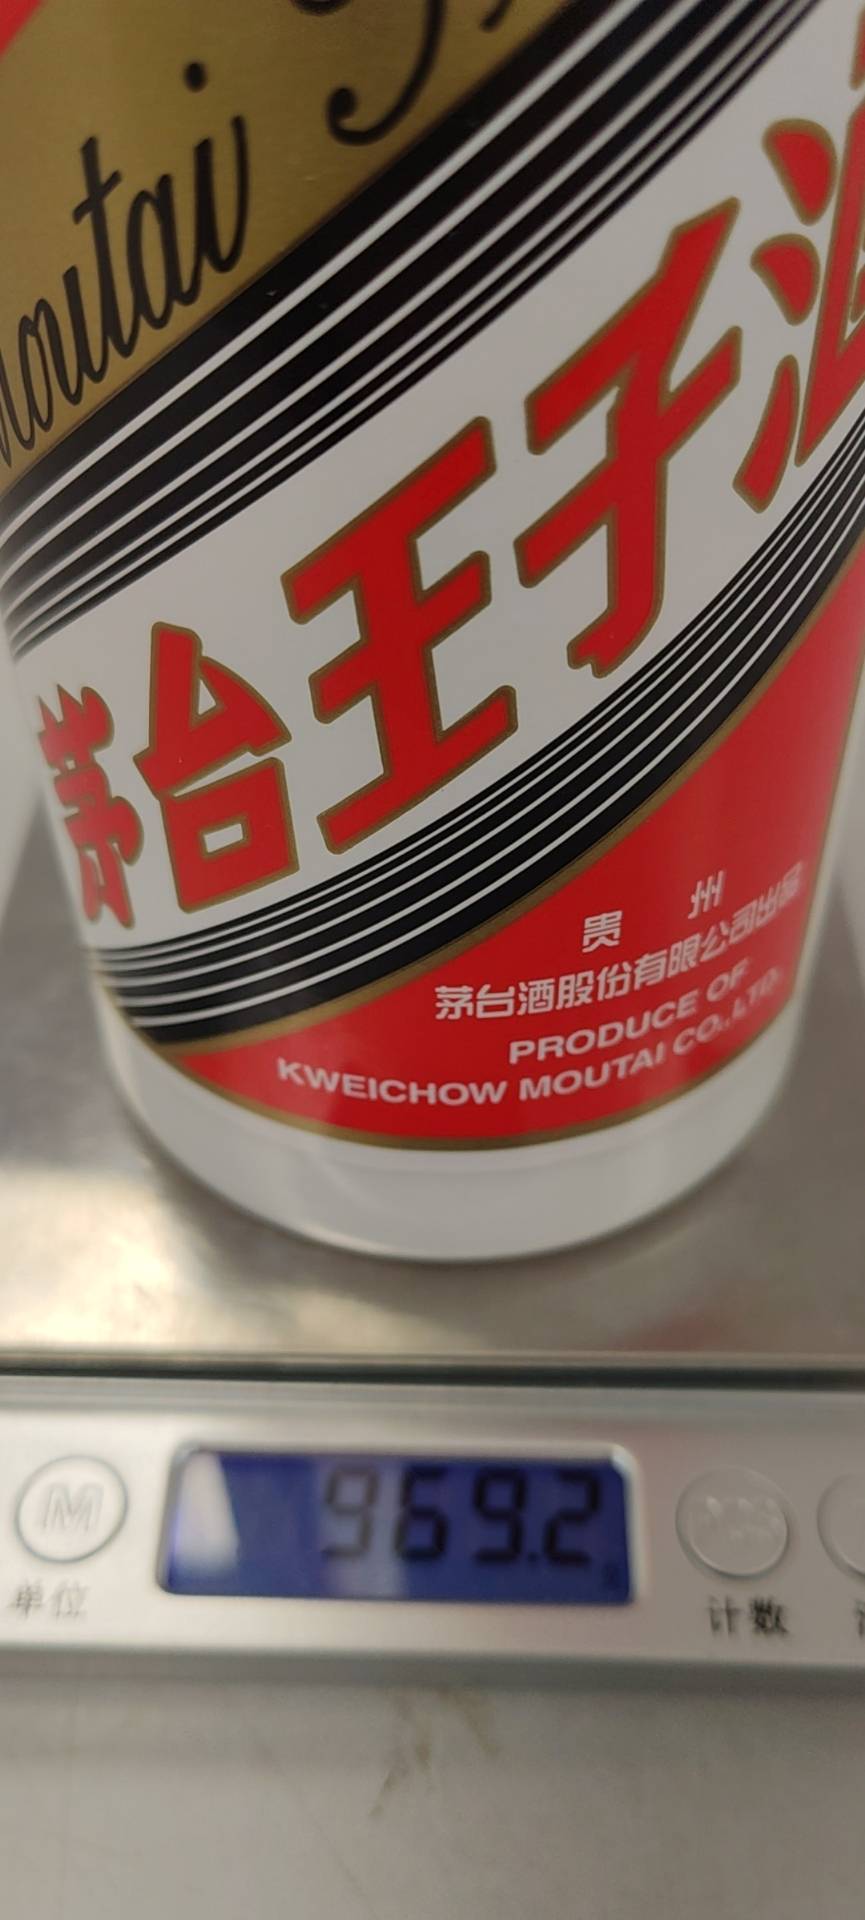 茅台王子酒
贵州
茅台酒股份有限公司出品
PRODUCE OF
KWEICHOW MOUTAI CO.,LTD.
969.2
M
单位
计数